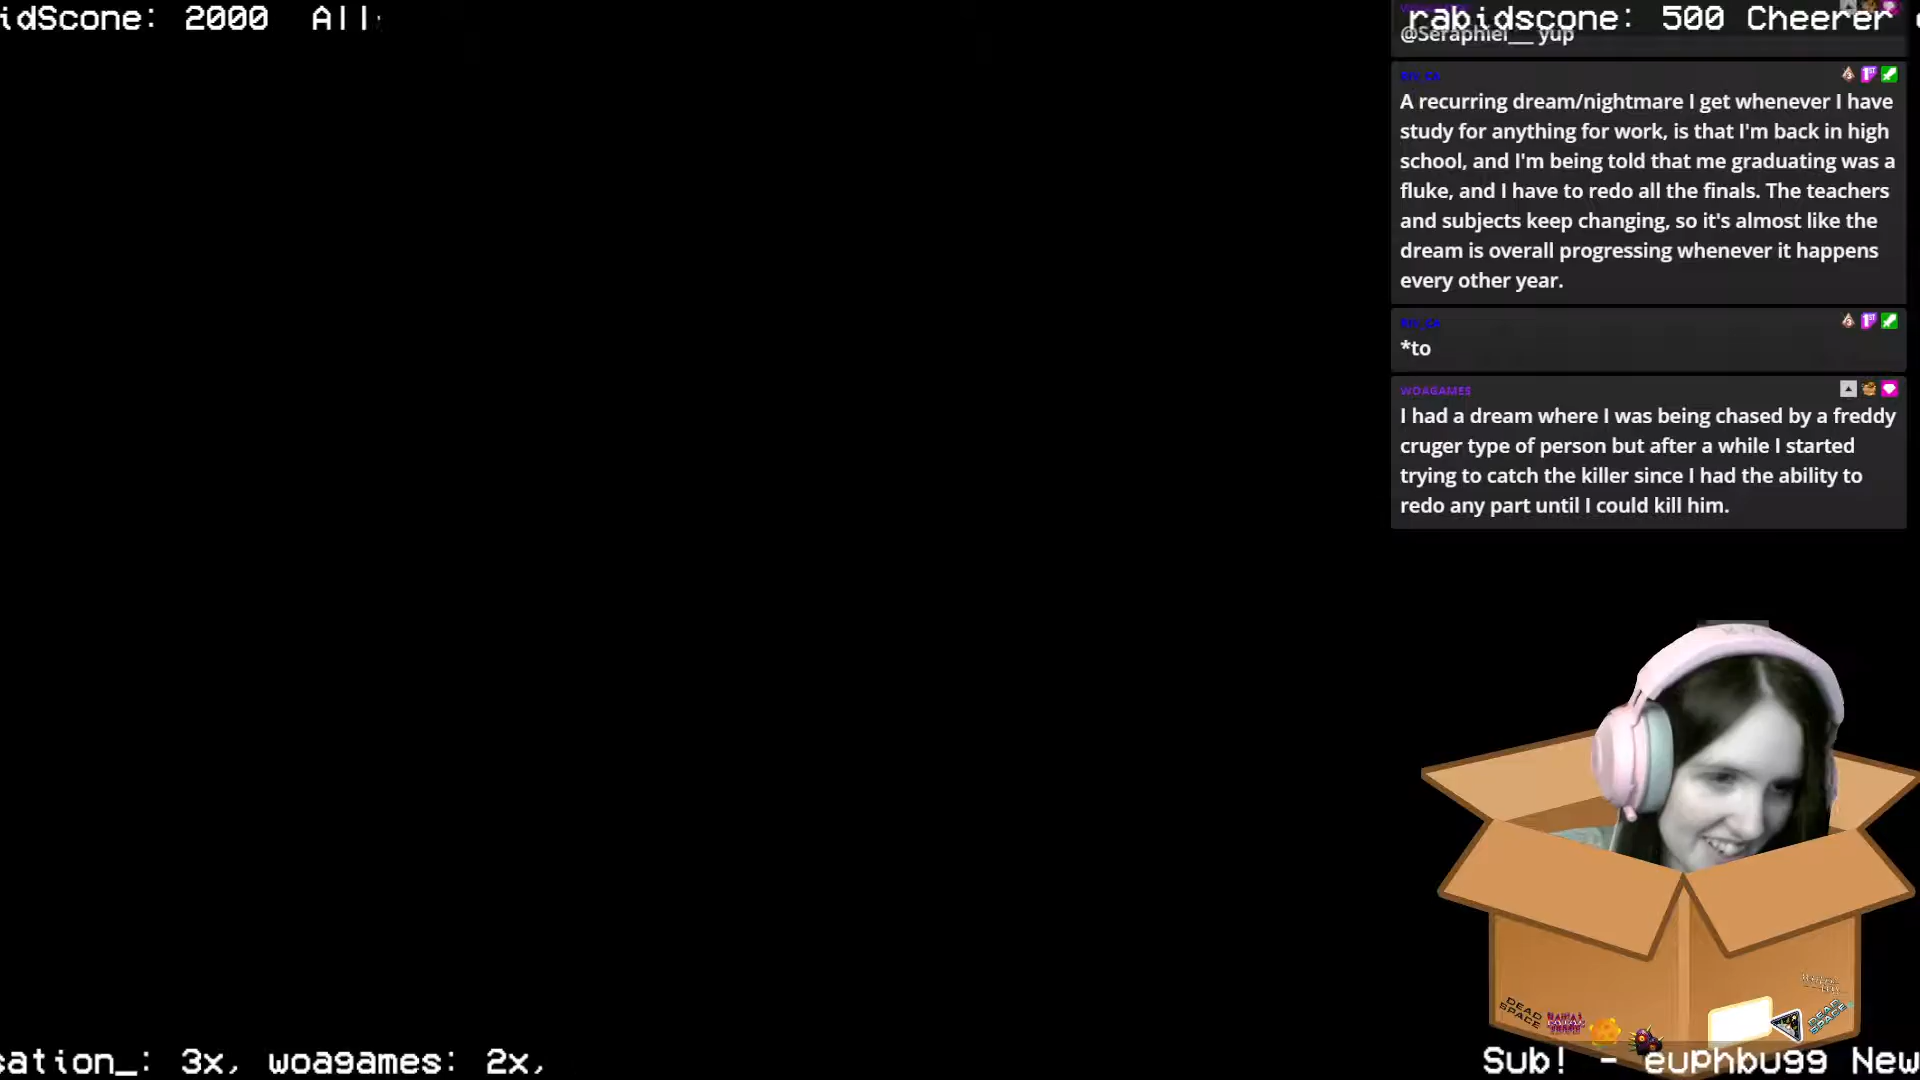 idScone: 2000 All
rabidscone: 500 Cheerer
@Seraphiel__ yup
A recurring dream/nightmare I get whenever I have
study for anything for work, is that I'm back in high
school, and I'm being told that me graduating was a
fluke, and I have to redo all the finals. The teachers
and subjects keep changing, so it's almost like the
dream is overall progressing whenever it happens
every other year.
*to
WOAGAMES
I had a dream where I was being chased by a freddy
cruger type of person but after a while I started
trying to catch the killer since I had the ability to
redo any part until I could kill him.
DEAD
SPACE
DEAD
SPACE
sation_: 3x, woagames: 2x,
Sub! - euphbugg New